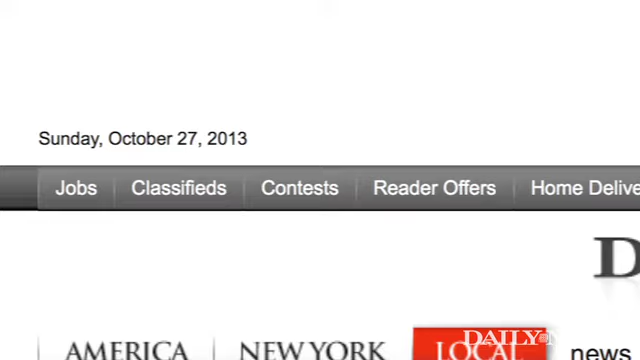 Sunday, October 27, 2013
Jobs Classifieds Contests Reader Offers Home Delive
D
AMERICA NEW YORK LOCAL news
DAILY N